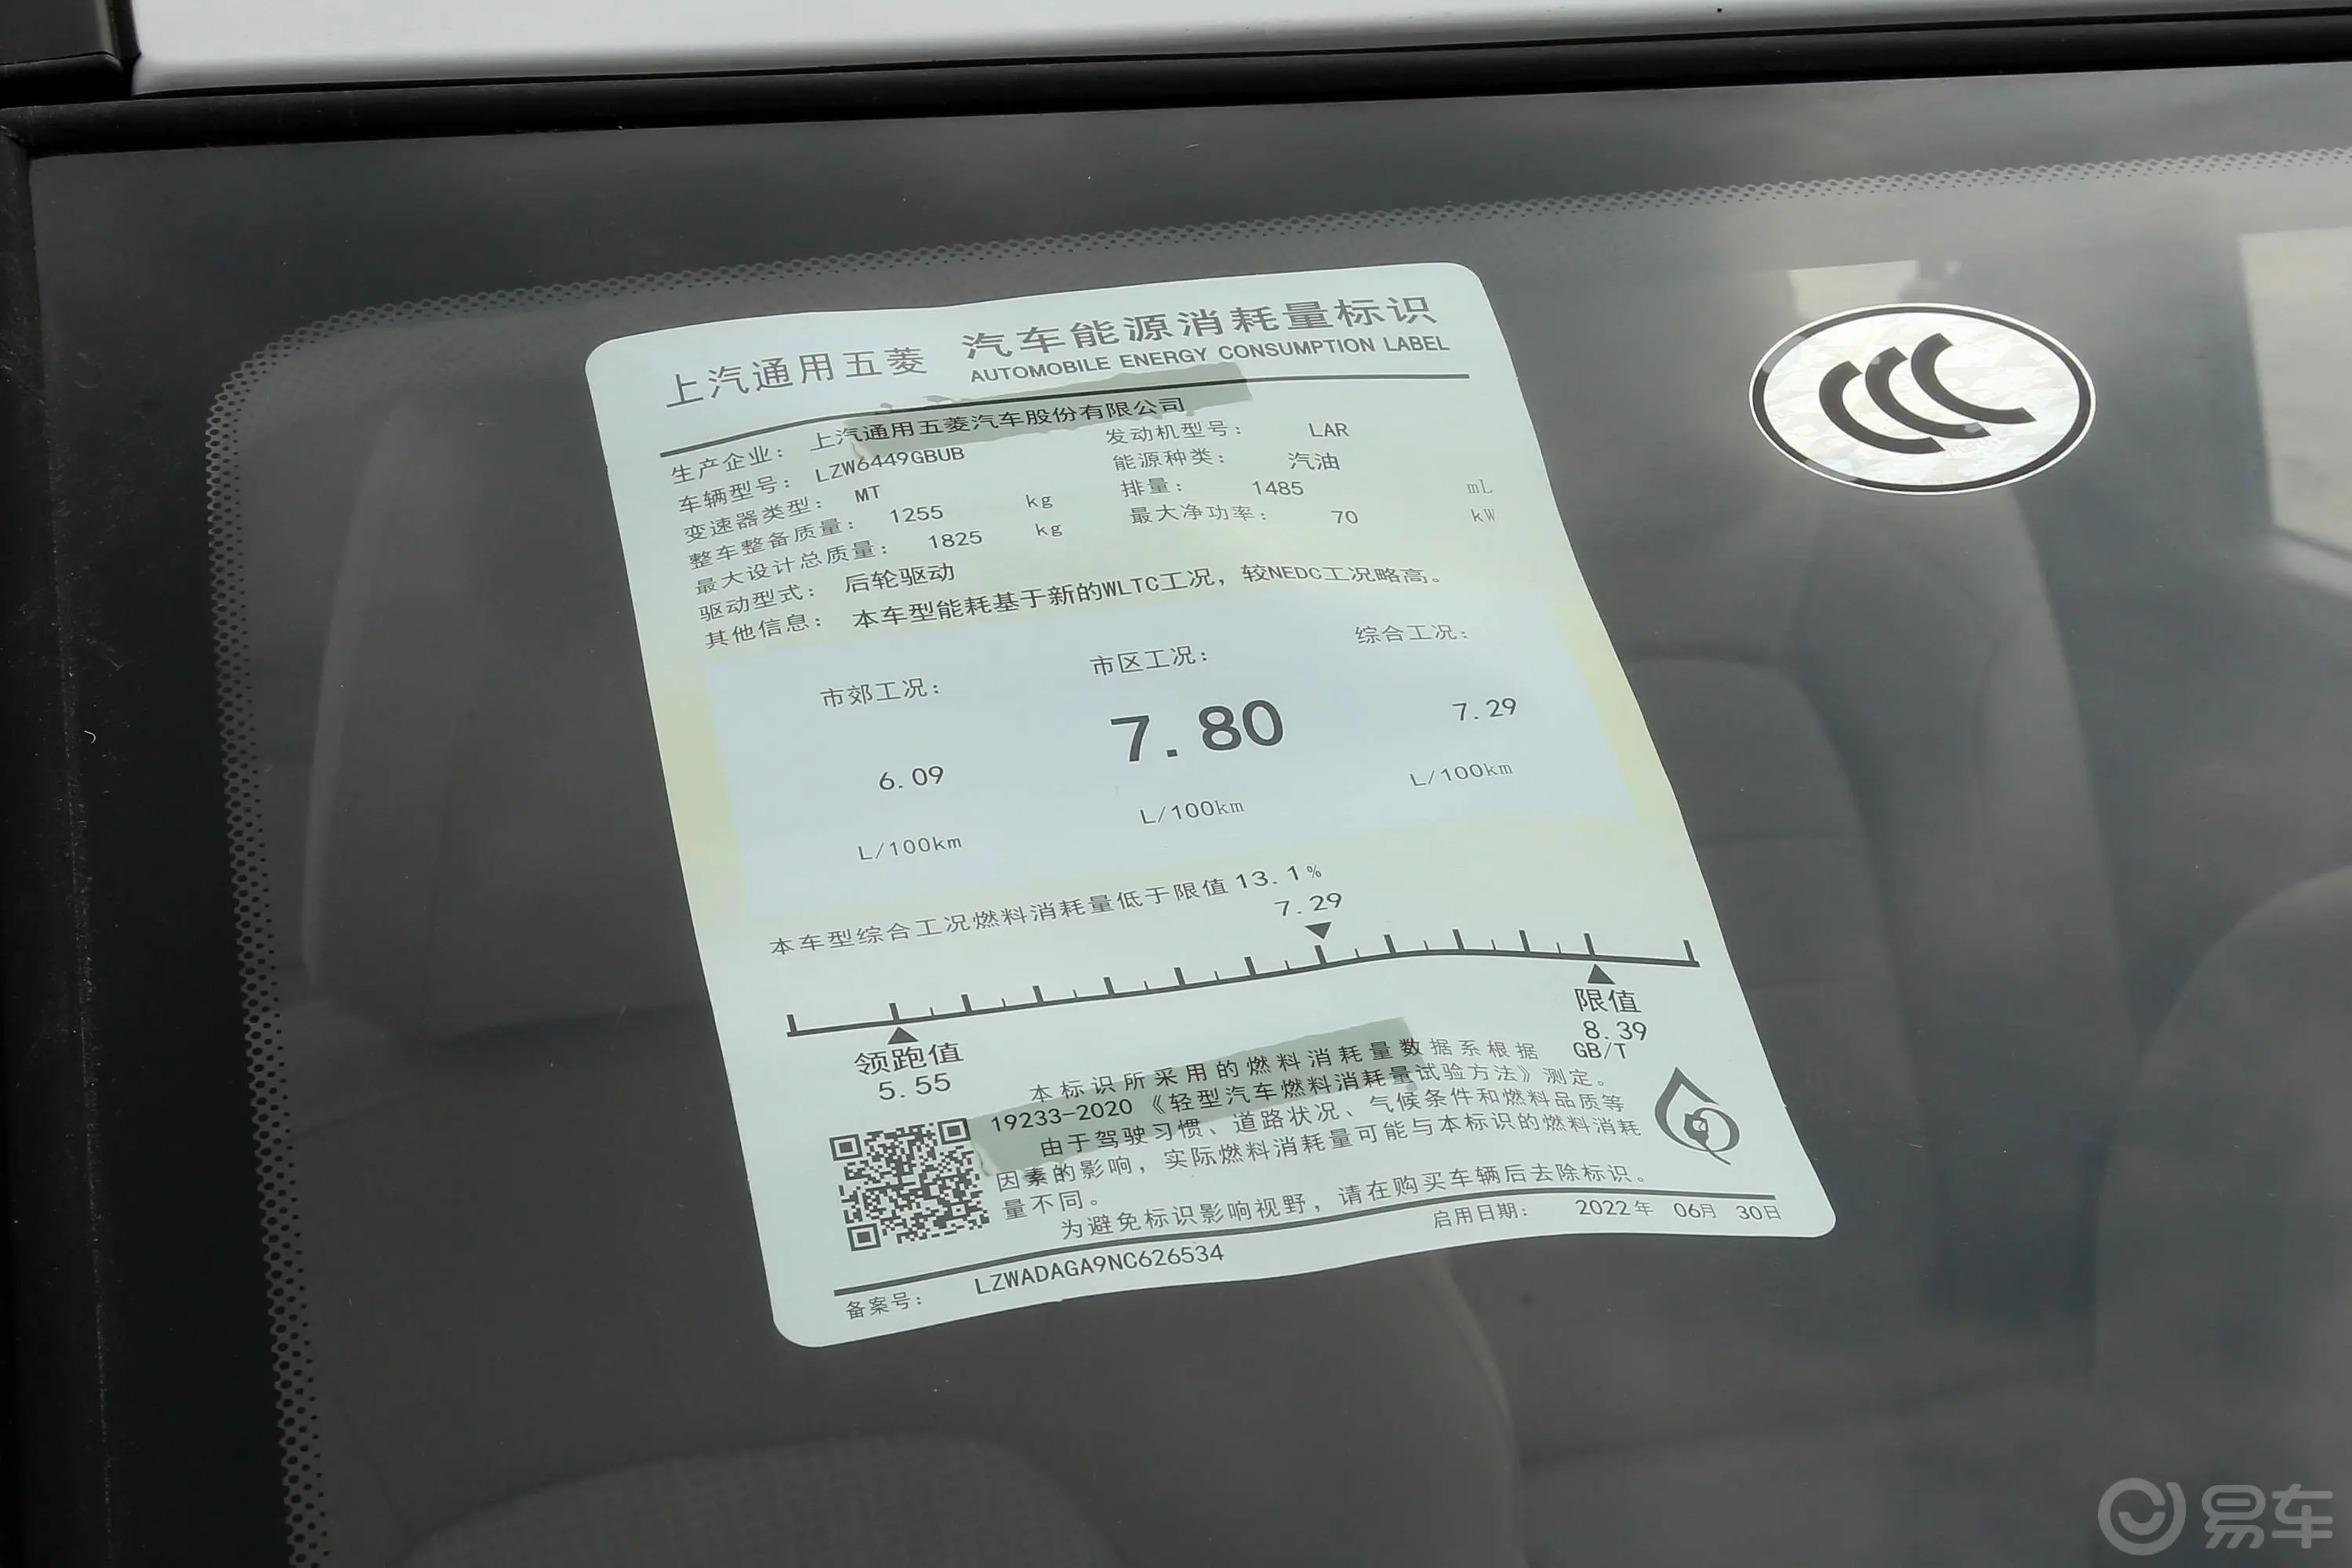 上汽通用五菱 汽车能源消耗量标识
AUTOMOBILE ENERGY CONSUMPTION LABEL
生产企业： 上汽通用五菱汽车股份有限公司
车辆型号： LZW6449GBUB 发动机型号： LAR
变速器类型： MT 能源种类： 汽油
整车整备质量： 1255 kg 排量： 1485 mL
最大设计总质量： 1825 kg 最大净功率： 70 kW
驱动型式： 后轮驱动
其他信息： 本车型能耗基于新的WLTC工况，较NEDC工况略高。
市郊工况： 市区工况： 综合工况：
6.09 7.80 7.29
L/100km L/100km L/100km
本车型综合工况燃料消耗量低于限值13.1%
7.29
领跑值 限值
5.55 8.39
本标识所采用的燃料消耗量数据系根据 GB/T
19233-2020《轻型汽车燃料消耗量试验方法》测定。
由于驾驶习惯、道路状况、气候条件和燃料品质等
因素的影响，实际燃料消耗量可能与本标识的燃料消耗
量不同。
为避免标识影响视野，请在购买车辆后去除标识。
备案号： LZWADAGA9NC626534 启用日期： 2022年 06月 30日
CCC
易车